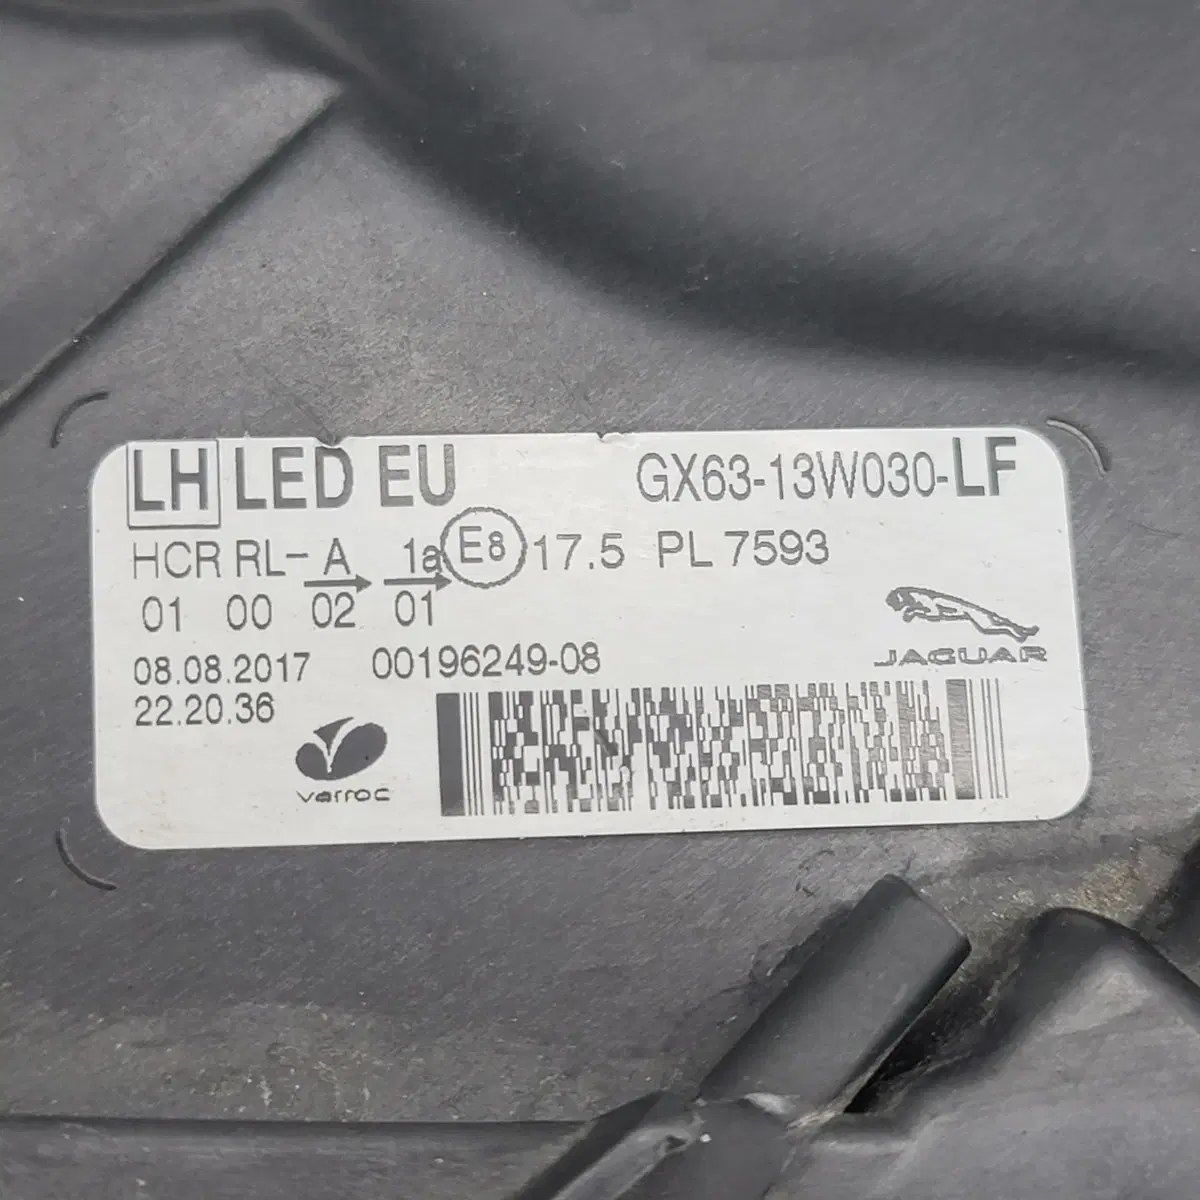 LH LED EU GX63-13W030-LF
HCR RL- A 1a E8 17.5 PL 7593
01 00 02 01
08.08.2017 00196249-08
22.20.36
JAGUAR
varroc